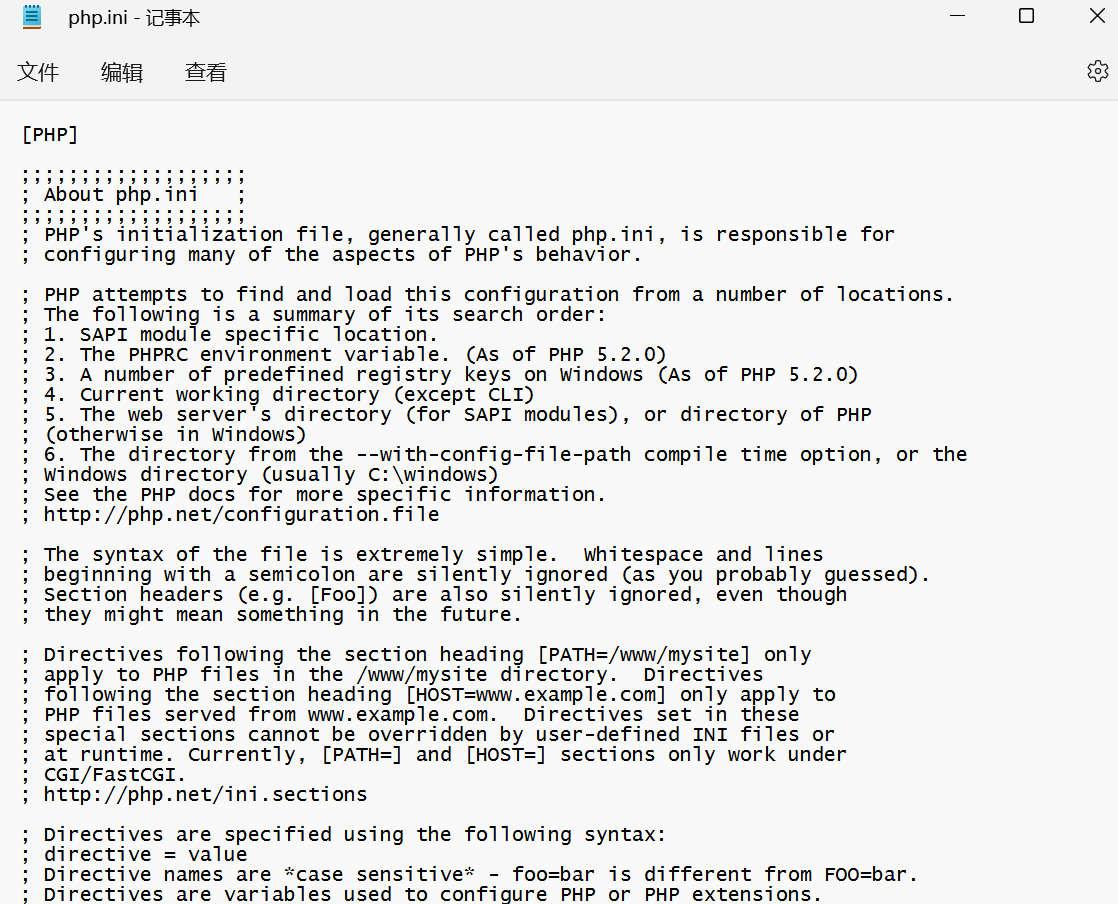 php.ini - 记事本
文件 编辑 查看
[PHP]
;;;;;;;;;;;;;;;;;;;
; About php.ini   ;
;;;;;;;;;;;;;;;;;;;
; PHP's initialization file, generally called php.ini, is responsible for
; configuring many of the aspects of PHP's behavior.
; PHP attempts to find and load this configuration from a number of locations.
; The following is a summary of its search order:
; 1. SAPI module specific location.
; 2. The PHPRC environment variable. (As of PHP 5.2.0)
; 3. A number of predefined registry keys on Windows (As of PHP 5.2.0)
; 4. Current working directory (except CLI)
; 5. The web server's directory (for SAPI modules), or directory of PHP
; (otherwise in Windows)
; 6. The directory from the --with-config-file-path compile time option, or the
; Windows directory (usually C:\windows)
; See the PHP docs for more specific information.
; http://php.net/configuration.file
; The syntax of the file is extremely simple.  Whitespace and lines
; beginning with a semicolon are silently ignored (as you probably guessed).
; Section headers (e.g. [Foo]) are also silently ignored, even though
; they might mean something in the future.
; Directives following the section heading [PATH=/www/mysite] only
; apply to PHP files in the /www/mysite directory.  Directives
; following the section heading [HOST=www.example.com] only apply to
; PHP files served from www.example.com.  Directives set in these
; special sections cannot be overridden by user-defined INI files or
; at runtime. Currently, [PATH=] and [HOST=] sections only work under
; CGI/FastCGI.
; http://php.net/ini.sections
; Directives are specified using the following syntax:
; directive = value
; Directive names are *case sensitive* - foo=bar is different from FOO=bar.
; Directives are variables used to configure PHP or PHP extensions.